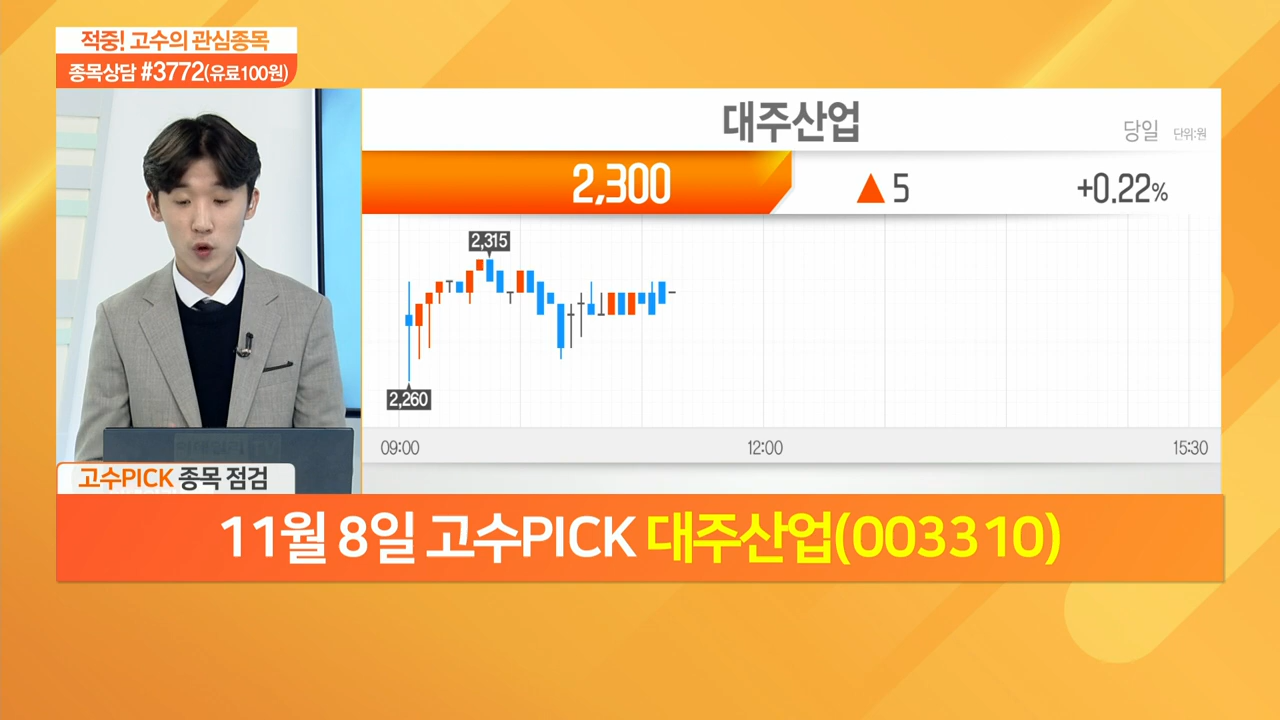 적중! 고수의 관심종목
종목상담 #3772(유료100원)
대주산업
당일 단위:원
2,300 ▲ 5 +0.22%
2,315
2,260
09:00 12:00 15:30
고수PICK 종목 점검
11월 8일 고수PICK 대주산업(003310)